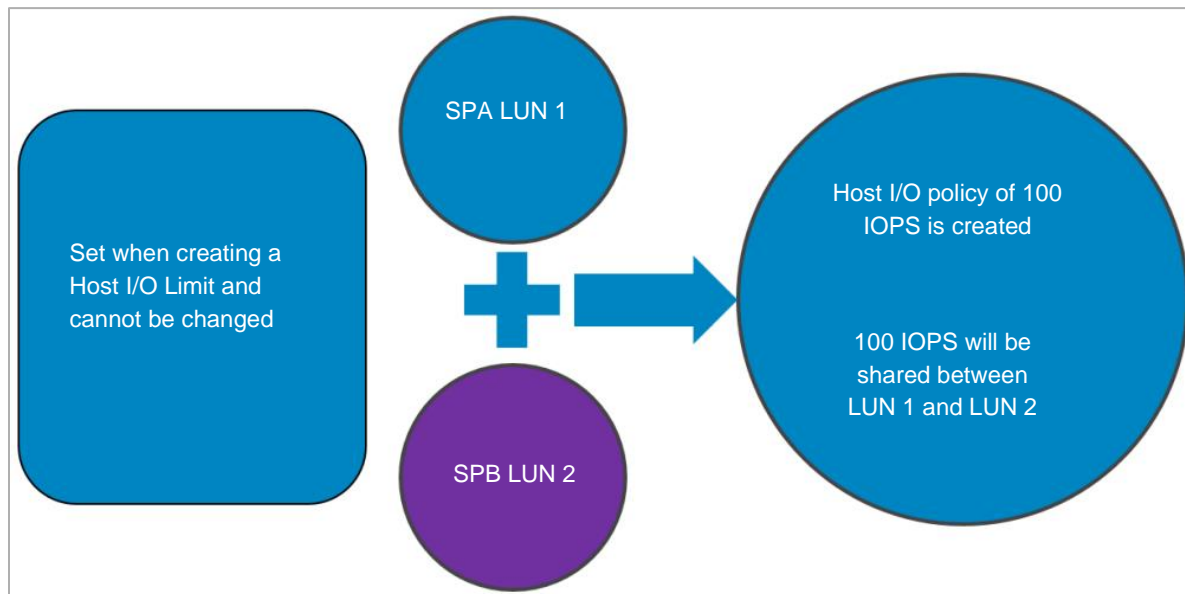 Set when creating a
Host I/O Limit and
cannot be changed
SPA LUN 1
SPB LUN 2
Host I/O policy of 100
IOPS is created
100 IOPS will be
shared between
LUN 1 and LUN 2